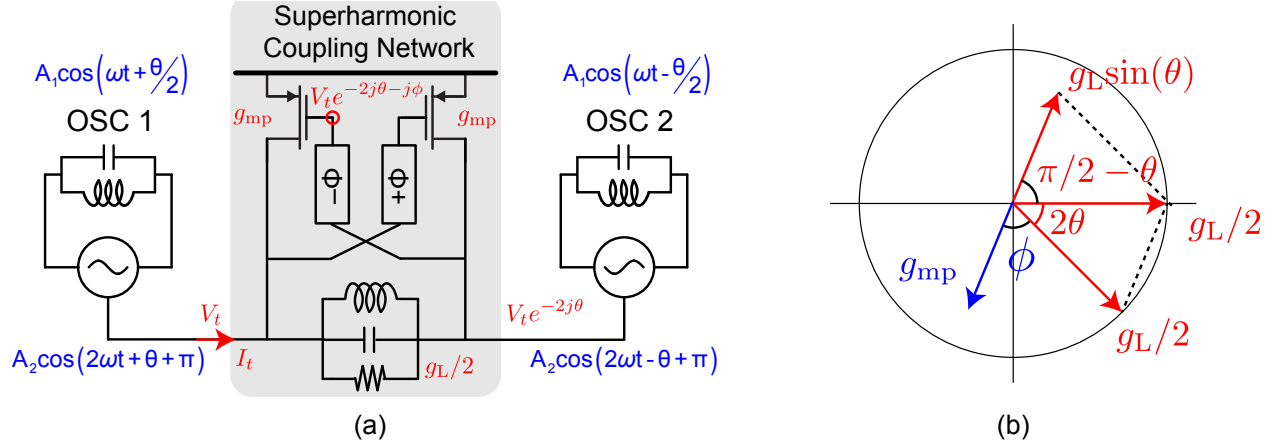 Superharmonic
Coupling Network
A₁cos(ωt + θ/2)
OSC 1
g_mp
V_t e^{-2jθ-jϕ}
g_mp
A₁cos(ωt - θ/2)
OSC 2
-ϕ
+ϕ
V_t
I_t
A₂cos(2ωt + θ + π)
g_L/2
V_t e^{-2jθ}
A₂cos(2ωt - θ + π)
(a)
g_L sin(θ)
π/2 − θ
2θ
g_L/2
g_mp
ϕ
g_L/2
(b)